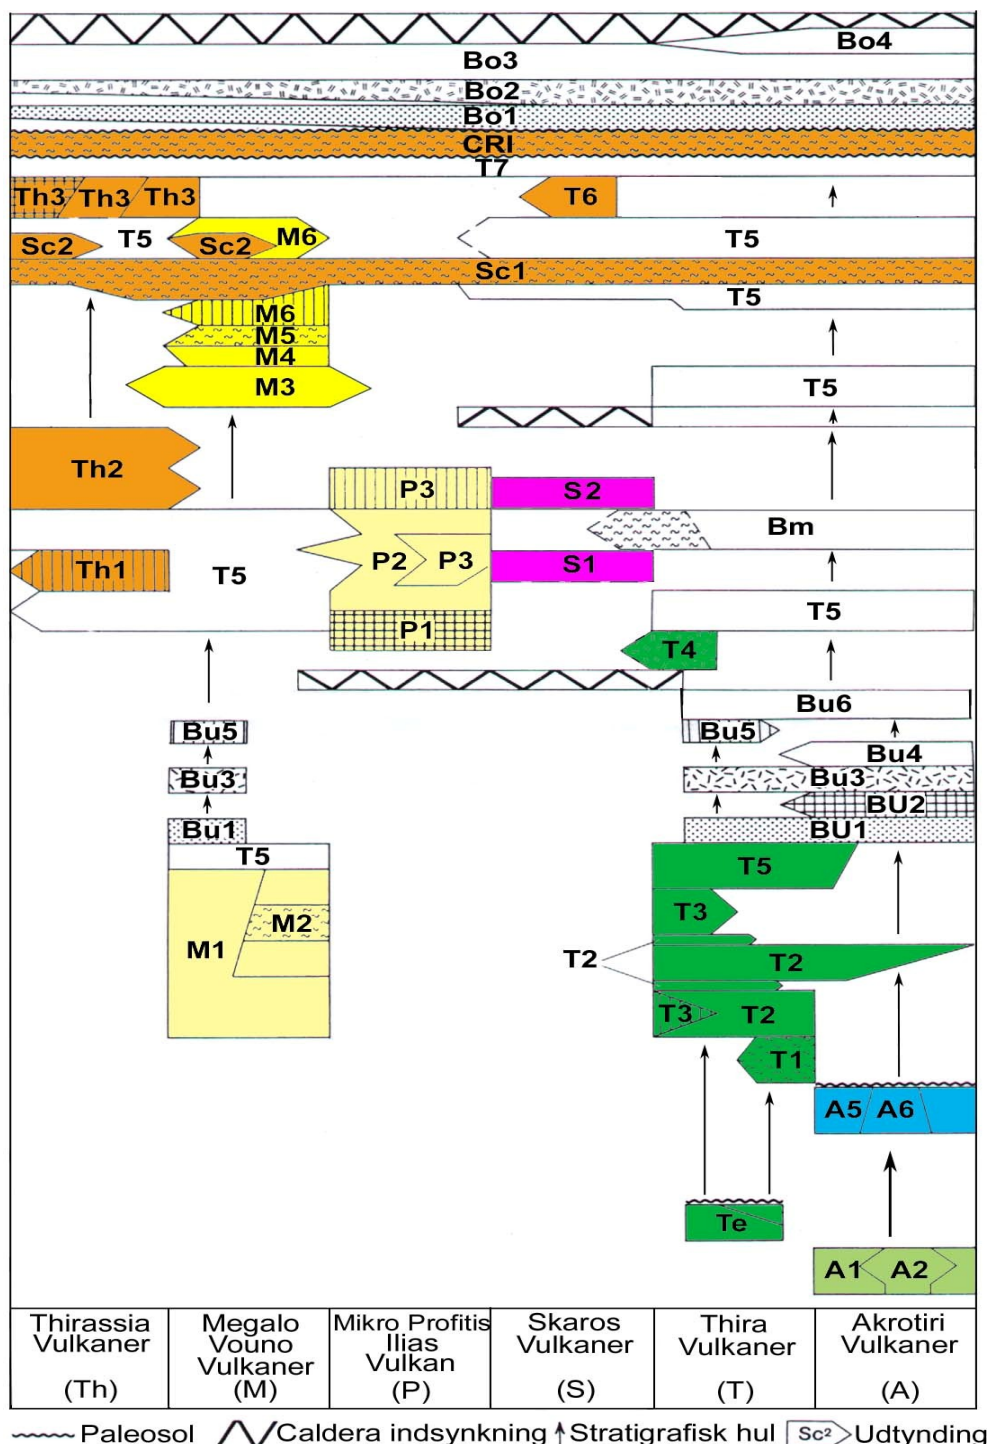 Bo4
Bo3
Bo2
Bo1
CRI
T7
Th3 Th3 Th3 T6
Sc2 T5 Sc2 M6 T5
Sc1
T5
M6
M5
M4
M3 T5
Th2 P3 S2
Bm
Th1 T5 P2 P3 S1
T5
P1
T4
Bu6
Bu5 Bu5
Bu4
Bu3 Bu3
BU2
Bu1 BU1
T5 T5
M2 T3
M1 T2 T2
T3 T2
T1
A5 A6
Te
A1 A2
Thirassia
Vulkaner
(Th)
Megalo
Vouno
Vulkaner
(M)
Mikro Profitis
Ilias
Vulkan
(P)
Skaros
Vulkaner
(S)
Thira
Vulkaner
(T)
Akrotiri
Vulkaner
(A)
Paleosol Caldera indsynkning Stratigrafisk hul Sc2 Udtynding